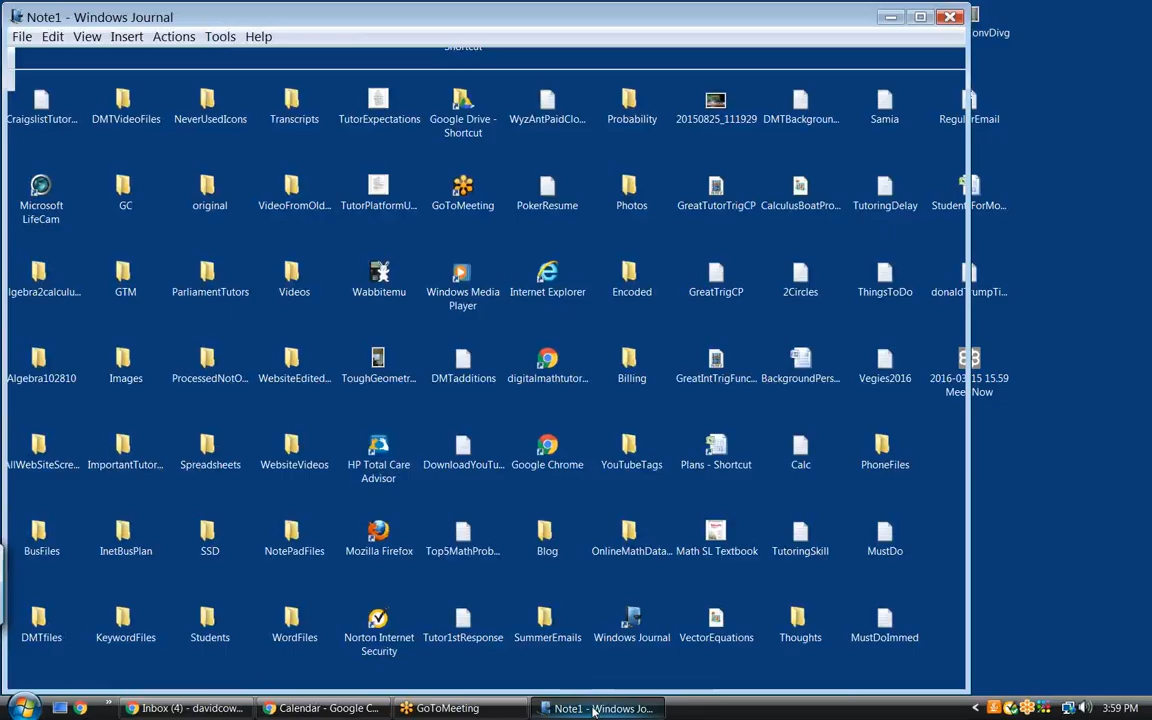 Note1 - Windows Journal
File Edit View Insert Actions Tools Help
onvDivg
Shortcut
CraigslistTutor... DMTVideoFiles NeverUsedIcons Transcripts TutorExpectations Google Drive - Shortcut WyzAntPaidClo... Probability 20150825_111929 DMTBackgroun... Samia RegularEmail
Microsoft LifeCam GC original VideoFromOld... TutorPlatformU... GoToMeeting PokerResume Photos GreatTutorTrigCP CalculusBoatPro... TutoringDelay
lgebra2calculu... GTM ParliamentTutors Videos Wabbitemu Windows Media Player Internet Explorer Encoded GreatTrigCP 2Circles ThingsToDo donaldTrumpTi...
Algebra102810 Images ProcessedNotO... WebsiteEdited... ToughGeometr... DMTadditions digitalmathtutor... Billing GreatIntTrigFunc... BackgroundPers... Vegies2016 2016-03-15 15.59 Meet Now
AllWebSiteScre... ImportantTutor... Spreadsheets WebsiteVideos HP Total Care Advisor DownloadYouTu... Google Chrome YouTubeTags Plans - Shortcut Calc PhoneFiles
BusFiles InetBusPlan SSD NotePadFiles Mozilla Firefox Top5MathProb... Blog OnlineMathData... Math SL Textbook TutoringSkill MustDo
DMTfiles KeywordFiles Students WordFiles Norton Internet Security Tutor1stResponse SummerEmails Windows Journal VectorEquations Thoughts MustDoImmed
Inbox (4) - davidcow... Calendar - Google C... GoToMeeting Note1 - Windows Jo... 3:59 PM